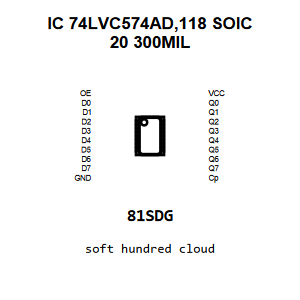 IC 74LVC574AD,118 SOIC
20 300MIL
OE VCC
D0 Q0
D1 Q1
D2 Q2
D3 Q3
D4 Q4
D5 Q5
D6 Q6
D7 Q7
GND Cp
81SDG
soft hundred cloud